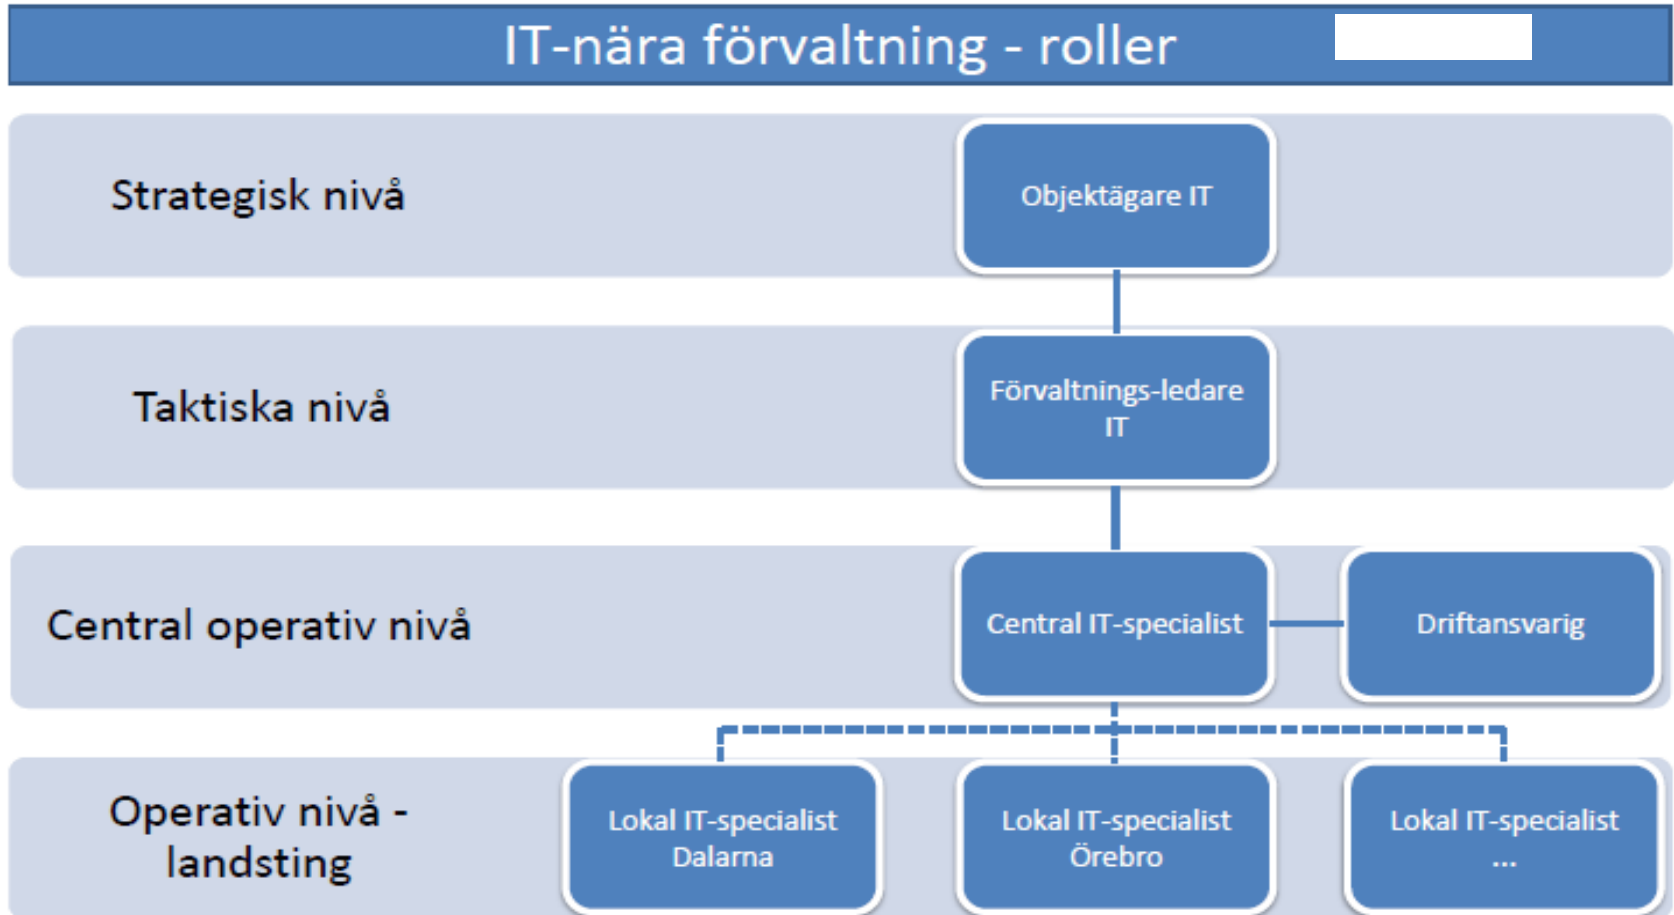 IT-nära förvaltning - roller
Strategisk nivå
Objektägare IT
Taktiska nivå
Förvaltnings-ledare
IT
Central operativ nivå
Central IT-specialist
Driftansvarig
Operativ nivå -
landsting
Lokal IT-specialist
Dalarna
Lokal IT-specialist
Örebro
Lokal IT-specialist
...